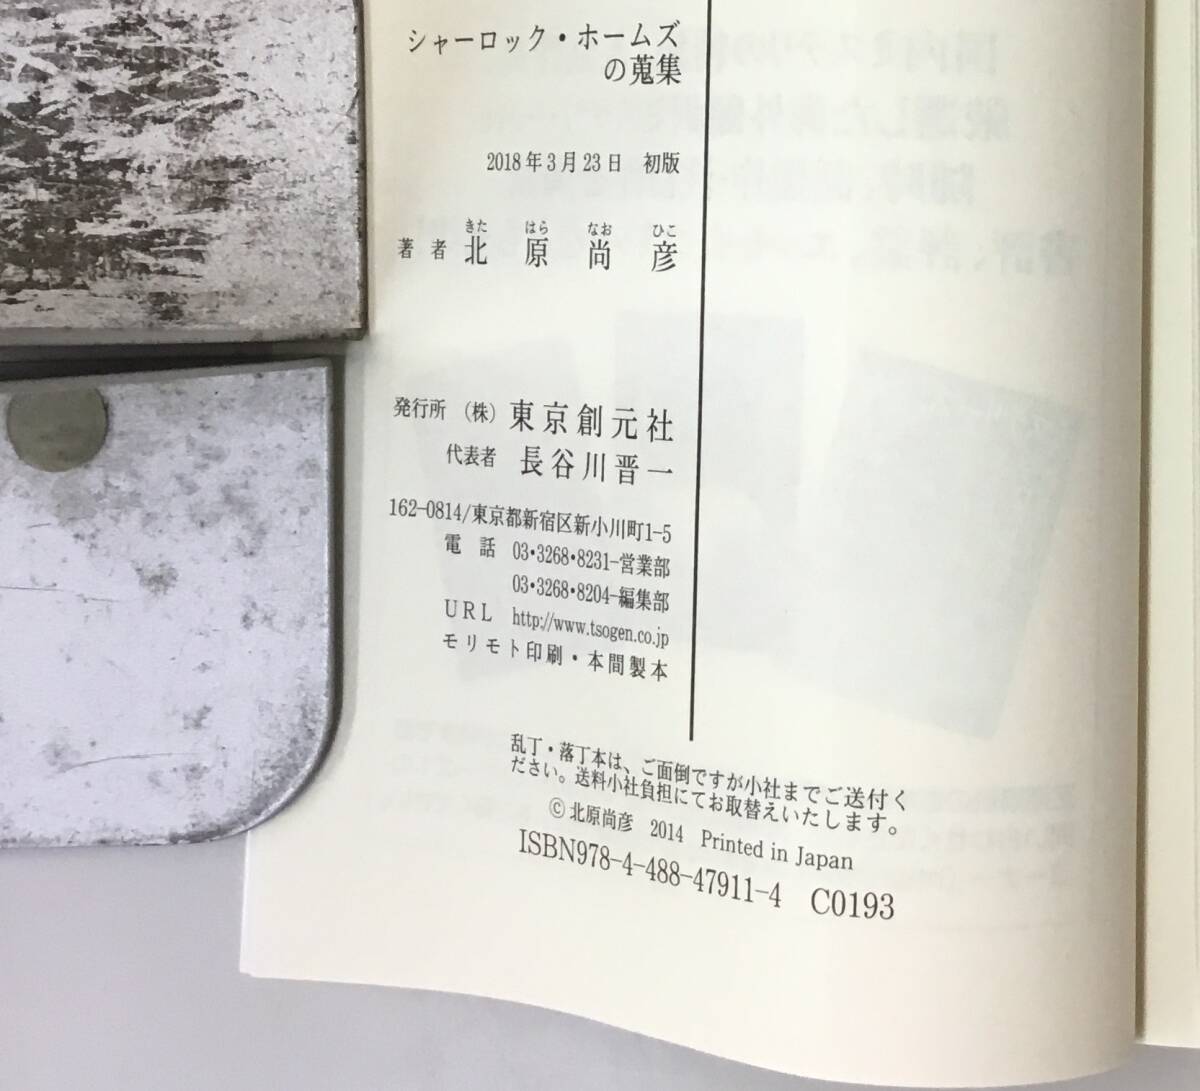 シャーロック・ホームズ
の蒐集
2018年3月23日 初版
きた はら なお ひこ
著者 北原尚彦
発行所 （株） 東京創元社
代表者 長谷川晋一
162-0814/東京都新宿区新小川町1-5
電話 03・3268・8231-営業部
03・3268・8204-編集部
URL http://www.tsogen.co.jp
モリモト印刷・本間製本
乱丁・落丁本は、ご面倒ですが小社までご送付く
ださい。送料小社負担にてお取替えいたします。
©北原尚彦 2014 Printed in Japan
ISBN978-4-488-47911-4 C0193